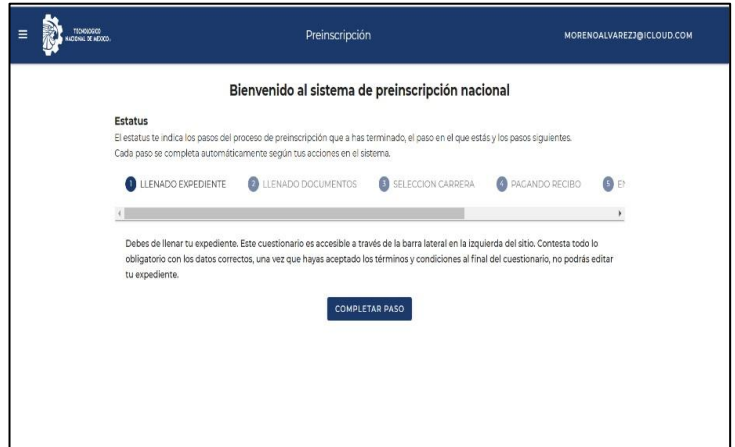 TECNOLOGICO
NACIONAL DE MEXICO.
Preinscripción
MORENOALVAREZJ@ICLOUD.COM
Bienvenido al sistema de preinscripción nacional
Estatus
El estatus te indica los pasos del proceso de preinscripción que a has terminado, el paso en el que estás y los pasos siguientes.
Cada paso se completa automáticamente según tus acciones en el sistema.
1 LLENADO EXPEDIENTE 2 LLENADO DOCUMENTOS 3 SELECCION CARRERA 4 PAGANDO RECIBO 5
Debes de llenar tu expediente. Este cuestionario es accesible a través de la barra lateral en la izquierda del sitio. Contesta todo lo
obligatorio con los datos correctos, una vez que hayas aceptado los términos y condiciones al final del cuestionario, no podrás editar
tu expediente.
COMPLETAR PASO